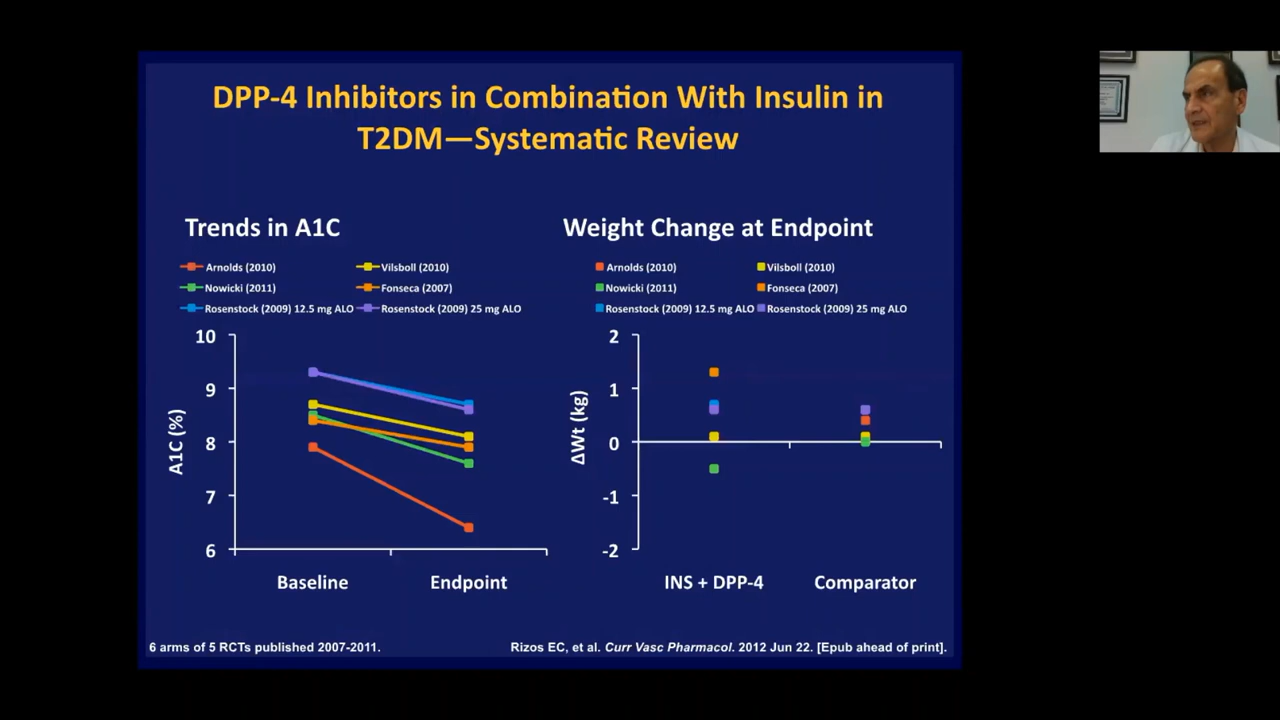 DPP-4 Inhibitors in Combination With Insulin in
T2DM—Systematic Review
Trends in A1C
Arnolds (2010)
Vilsboll (2010)
Nowicki (2011)
Fonseca (2007)
Rosenstock (2009) 12.5 mg ALO
Rosenstock (2009) 25 mg ALO
10
9
8
7
6
A1C (%)
Baseline
Endpoint
Weight Change at Endpoint
Arnolds (2010)
Vilsboll (2010)
Nowicki (2011)
Fonseca (2007)
Rosenstock (2009) 12.5 mg ALO
Rosenstock (2009) 25 mg ALO
2
1
0
-1
-2
ΔWt (kg)
INS + DPP-4
Comparator
6 arms of 5 RCTs published 2007-2011.
Rizos EC, et al. Curr Vasc Pharmacol. 2012 Jun 22. [Epub ahead of print].